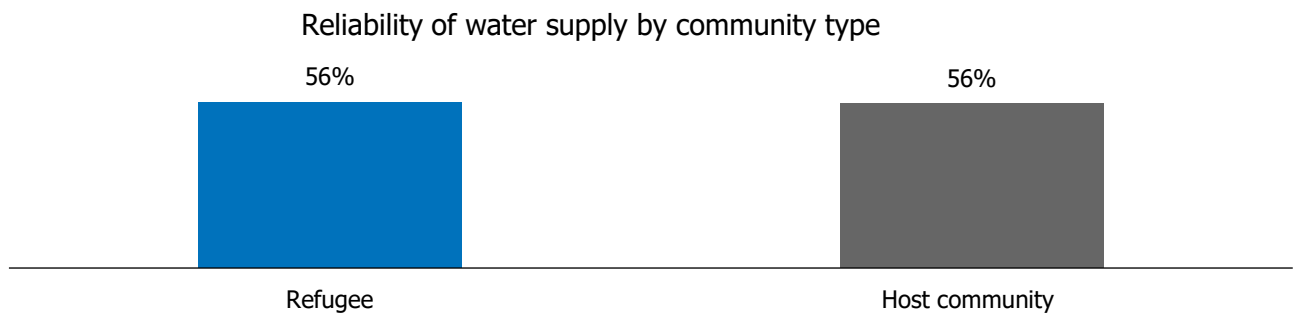 Reliability of water supply by community type
56%
56%
Refugee
Host community